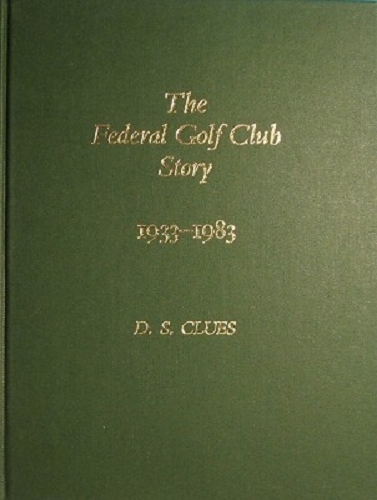 The
Federal Golf Club
Story
1933-1983
D. S. CLUES